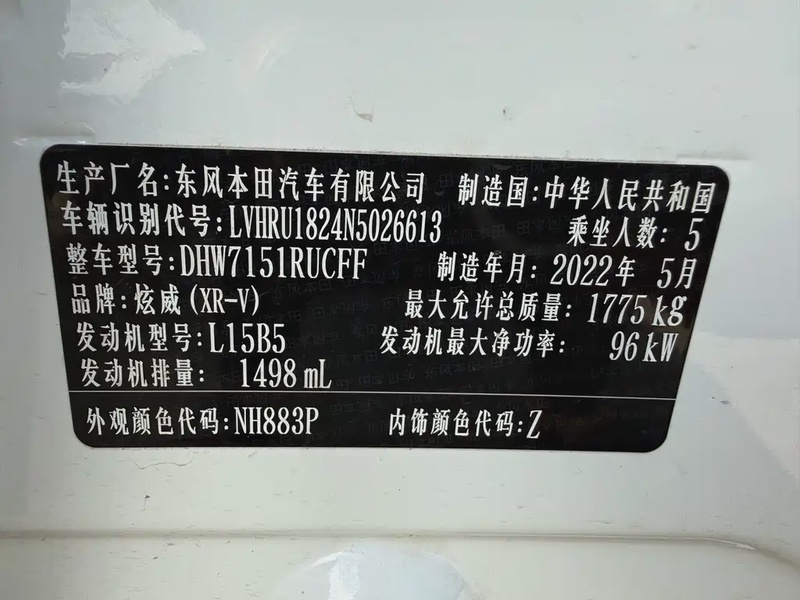 生产厂名:东风本田汽车有限公司 制造国:中华人民共和国
车辆识别代号:LVHRU1824N5026613 乘坐人数:5
整车型号:DHW7151RUCFF 制造年月:2022年 5月
品牌:炫威(XR-V) 最大允许总质量:1775kg
发动机型号:L15B5 发动机最大净功率: 96kW
发动机排量: 1498mL
外观颜色代码:NH883P 内饰颜色代码:Z